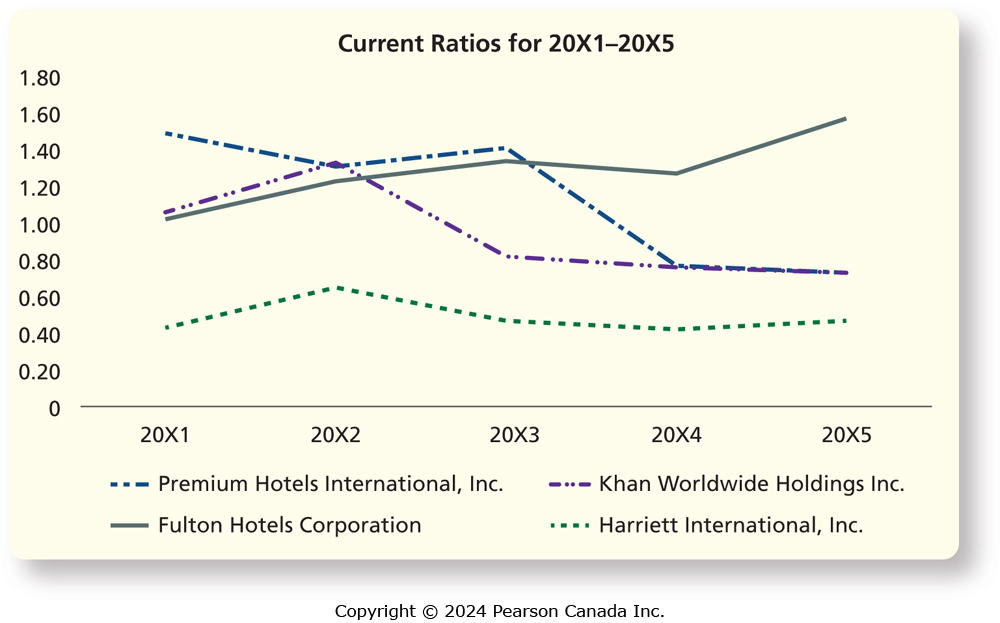 Current Ratios for 20X1–20X5
1.80
1.60
1.40
1.20
1.00
0.80
0.60
0.40
0.20
0
20X1 20X2 20X3 20X4 20X5
Premium Hotels International, Inc. Khan Worldwide Holdings Inc.
Fulton Hotels Corporation Harriett International, Inc.
Copyright © 2024 Pearson Canada Inc.